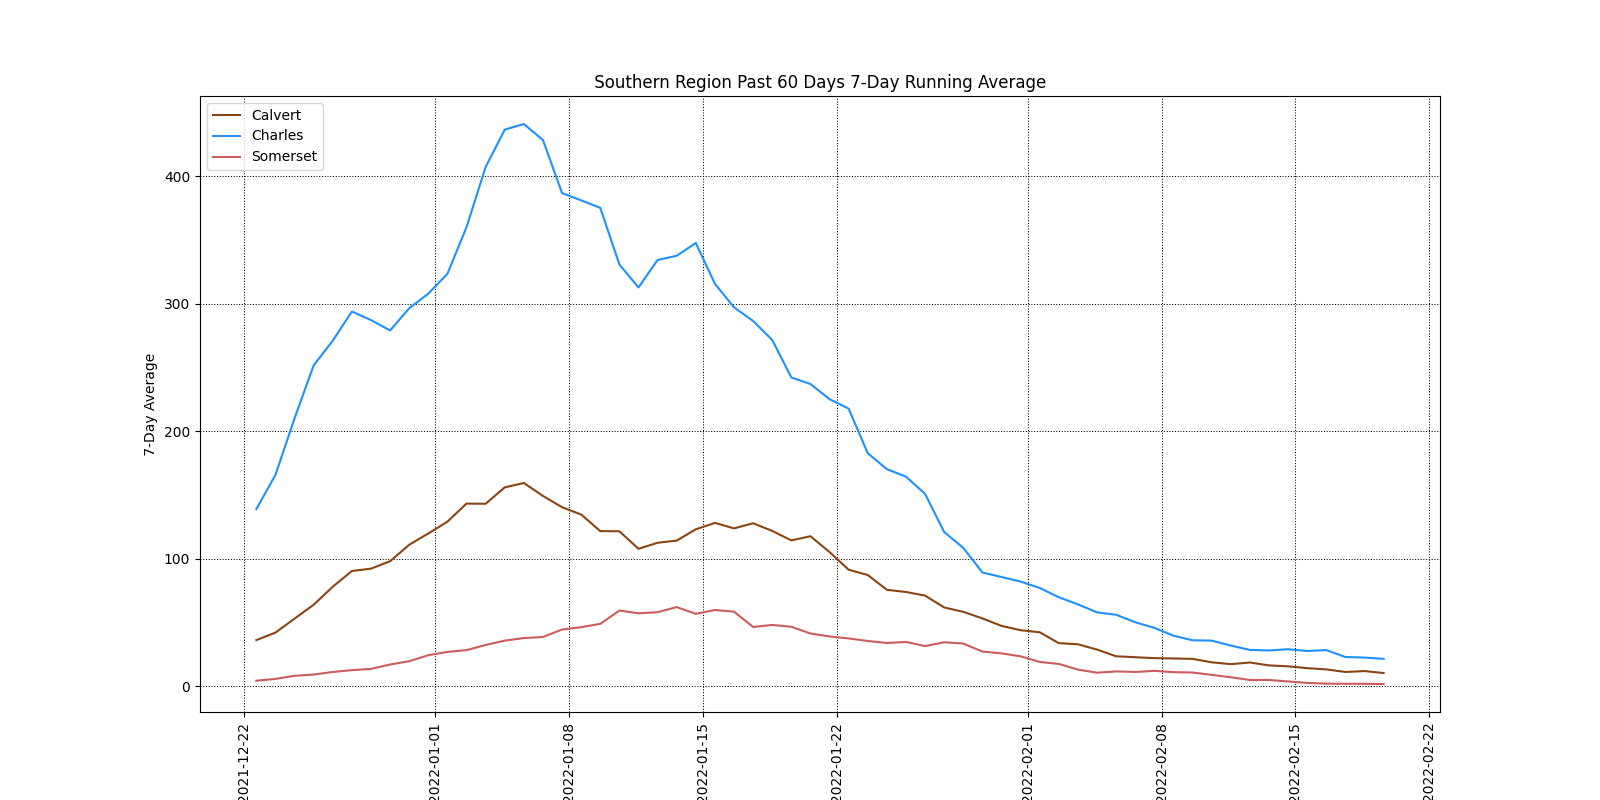 Southern Region Past 60 Days 7-Day Running Average
Calvert
Charles
Somerset
7-Day Average
400
300
200
100
0
2021-12-22
2022-01-01
2022-01-08
2022-01-15
2022-01-22
2022-02-01
2022-02-08
2022-02-15
2022-02-22